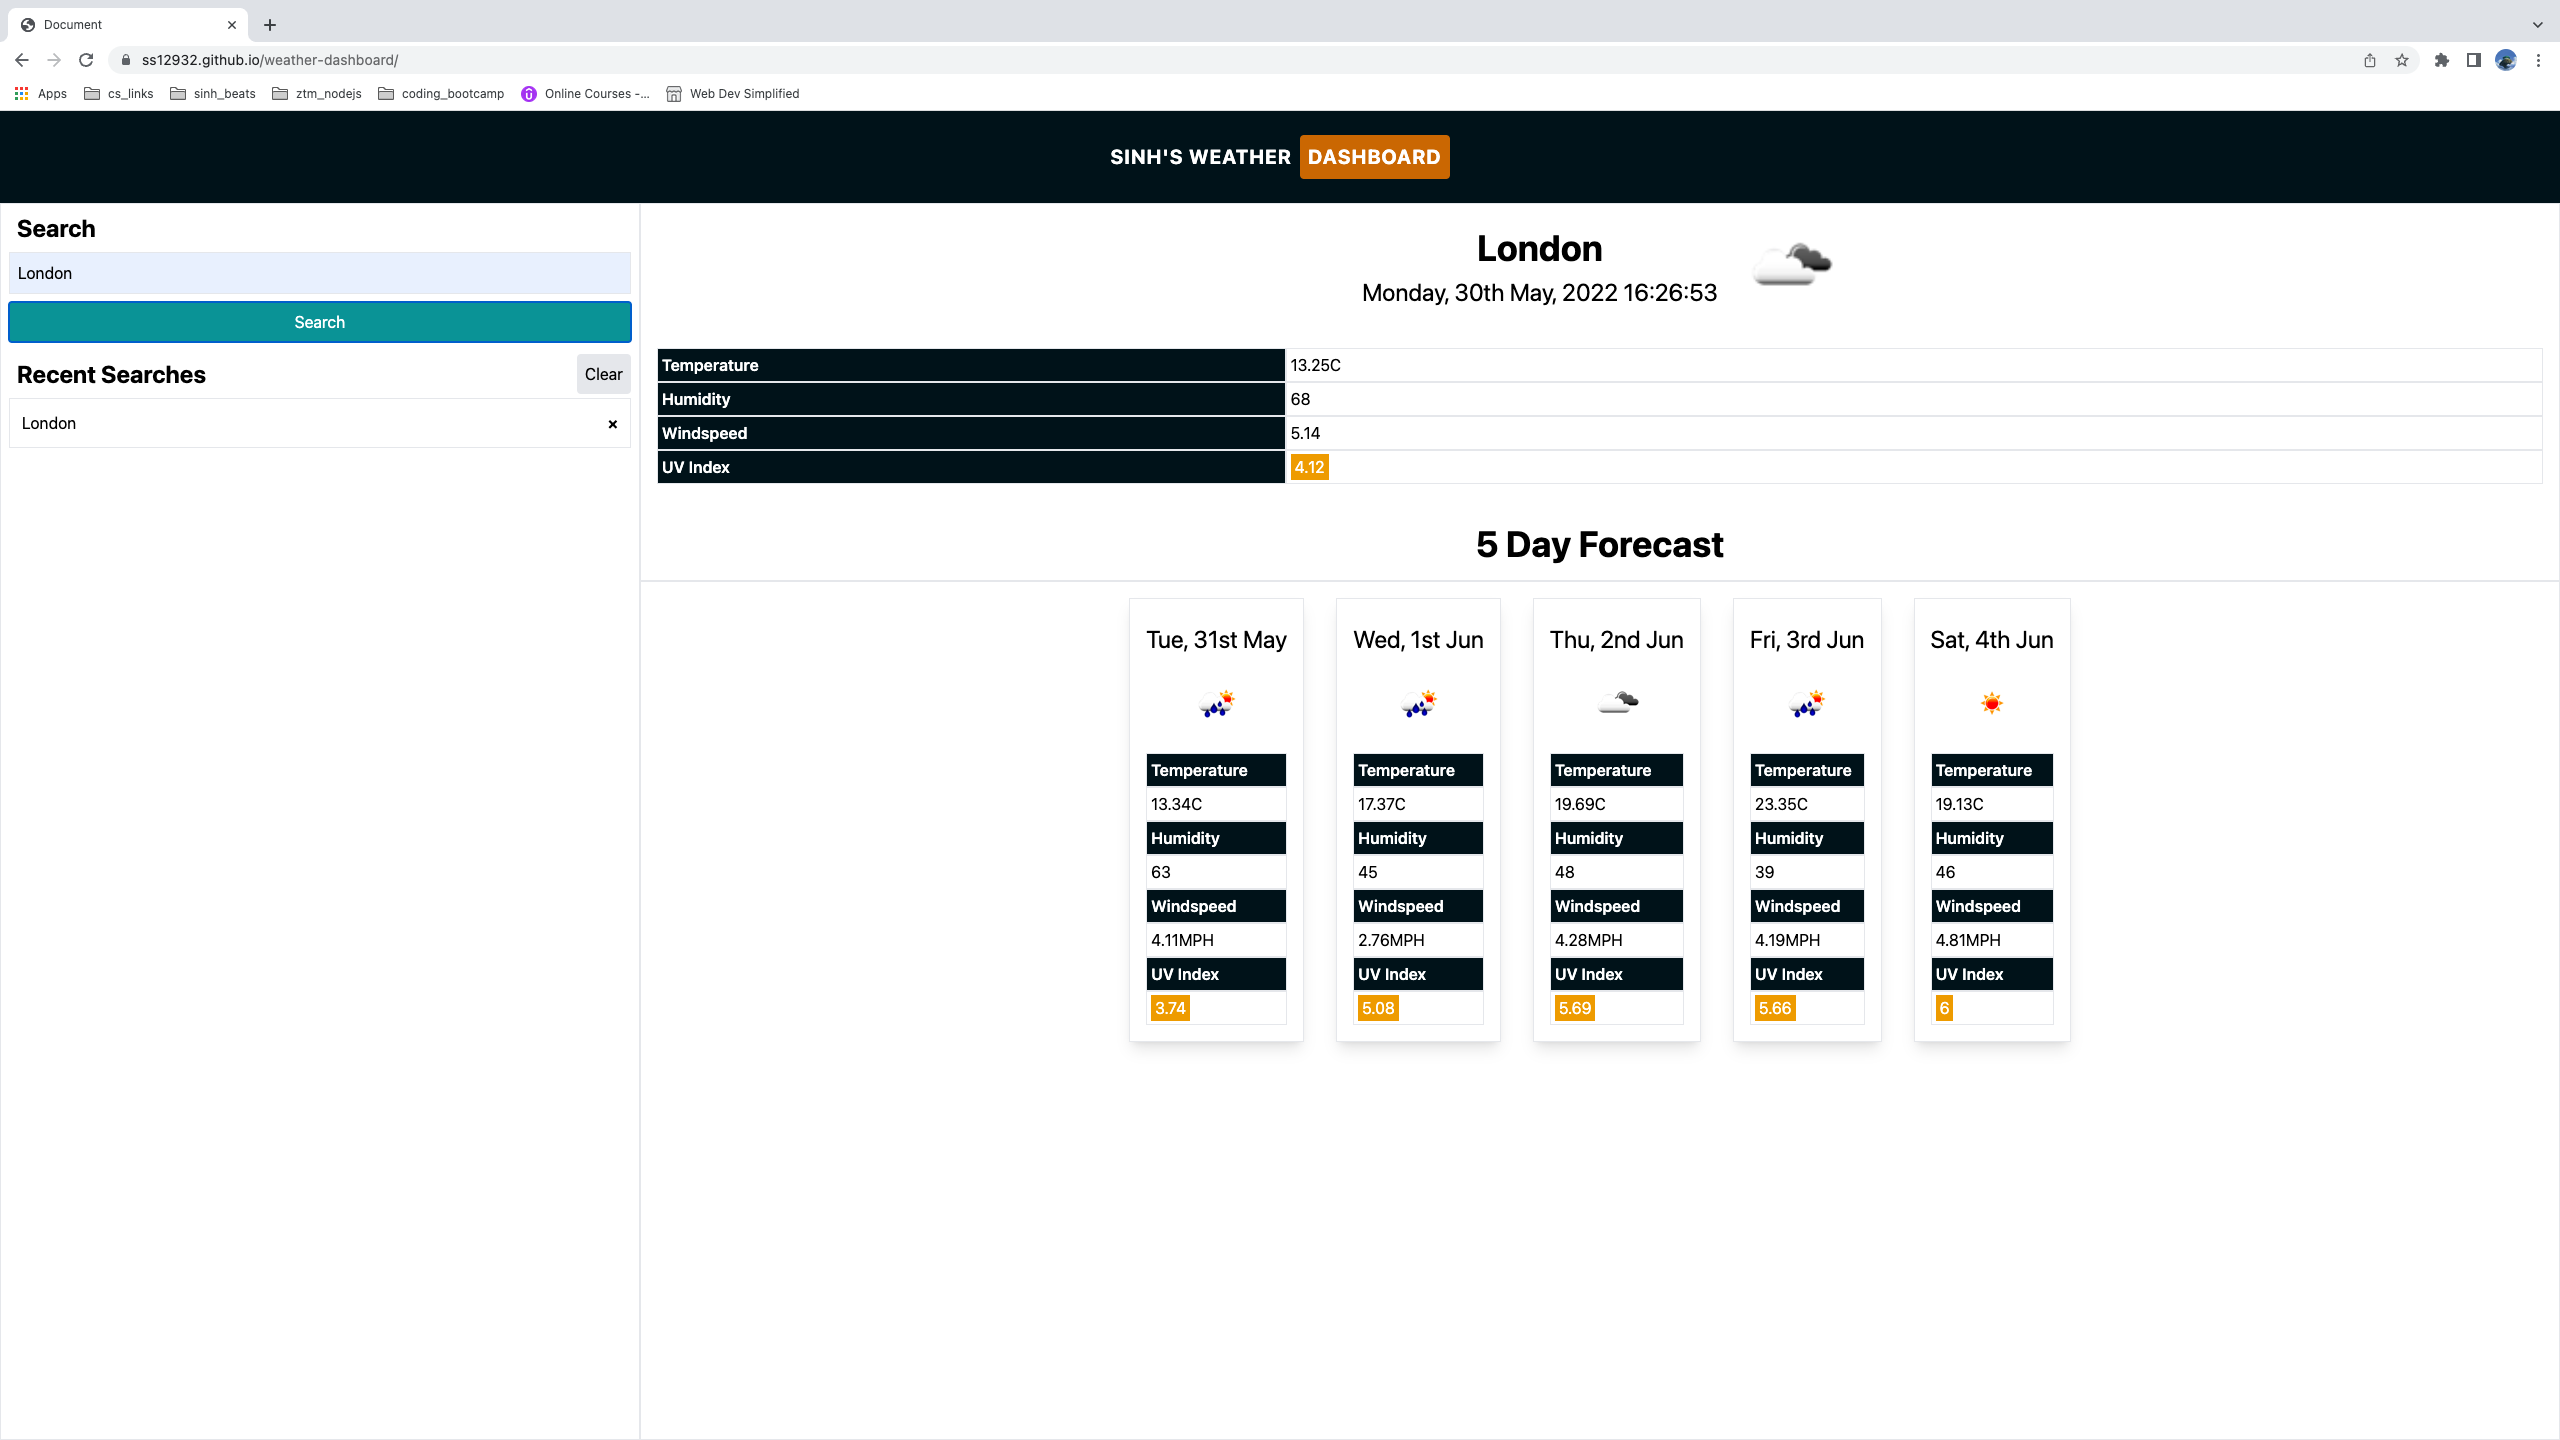 Document
ss12932.github.io/weather-dashboard/
Apps cs_links sinh_beats ztm_nodejs coding_bootcamp Online Courses -... Web Dev Simplified
SINH'S WEATHER DASHBOARD
Search
London
Search
Recent Searches Clear
London
London
Monday, 30th May, 2022 16:26:53
Temperature 13.25C
Humidity 68
Windspeed 5.14
UV Index 4.12
5 Day Forecast
Tue, 31st May
Temperature
13.34C
Humidity
63
Windspeed
4.11MPH
UV Index
3.74
Wed, 1st Jun
Temperature
17.37C
Humidity
45
Windspeed
2.76MPH
UV Index
5.08
Thu, 2nd Jun
Temperature
19.69C
Humidity
48
Windspeed
4.28MPH
UV Index
5.69
Fri, 3rd Jun
Temperature
23.35C
Humidity
39
Windspeed
4.19MPH
UV Index
5.66
Sat, 4th Jun
Temperature
19.13C
Humidity
46
Windspeed
4.81MPH
UV Index
6